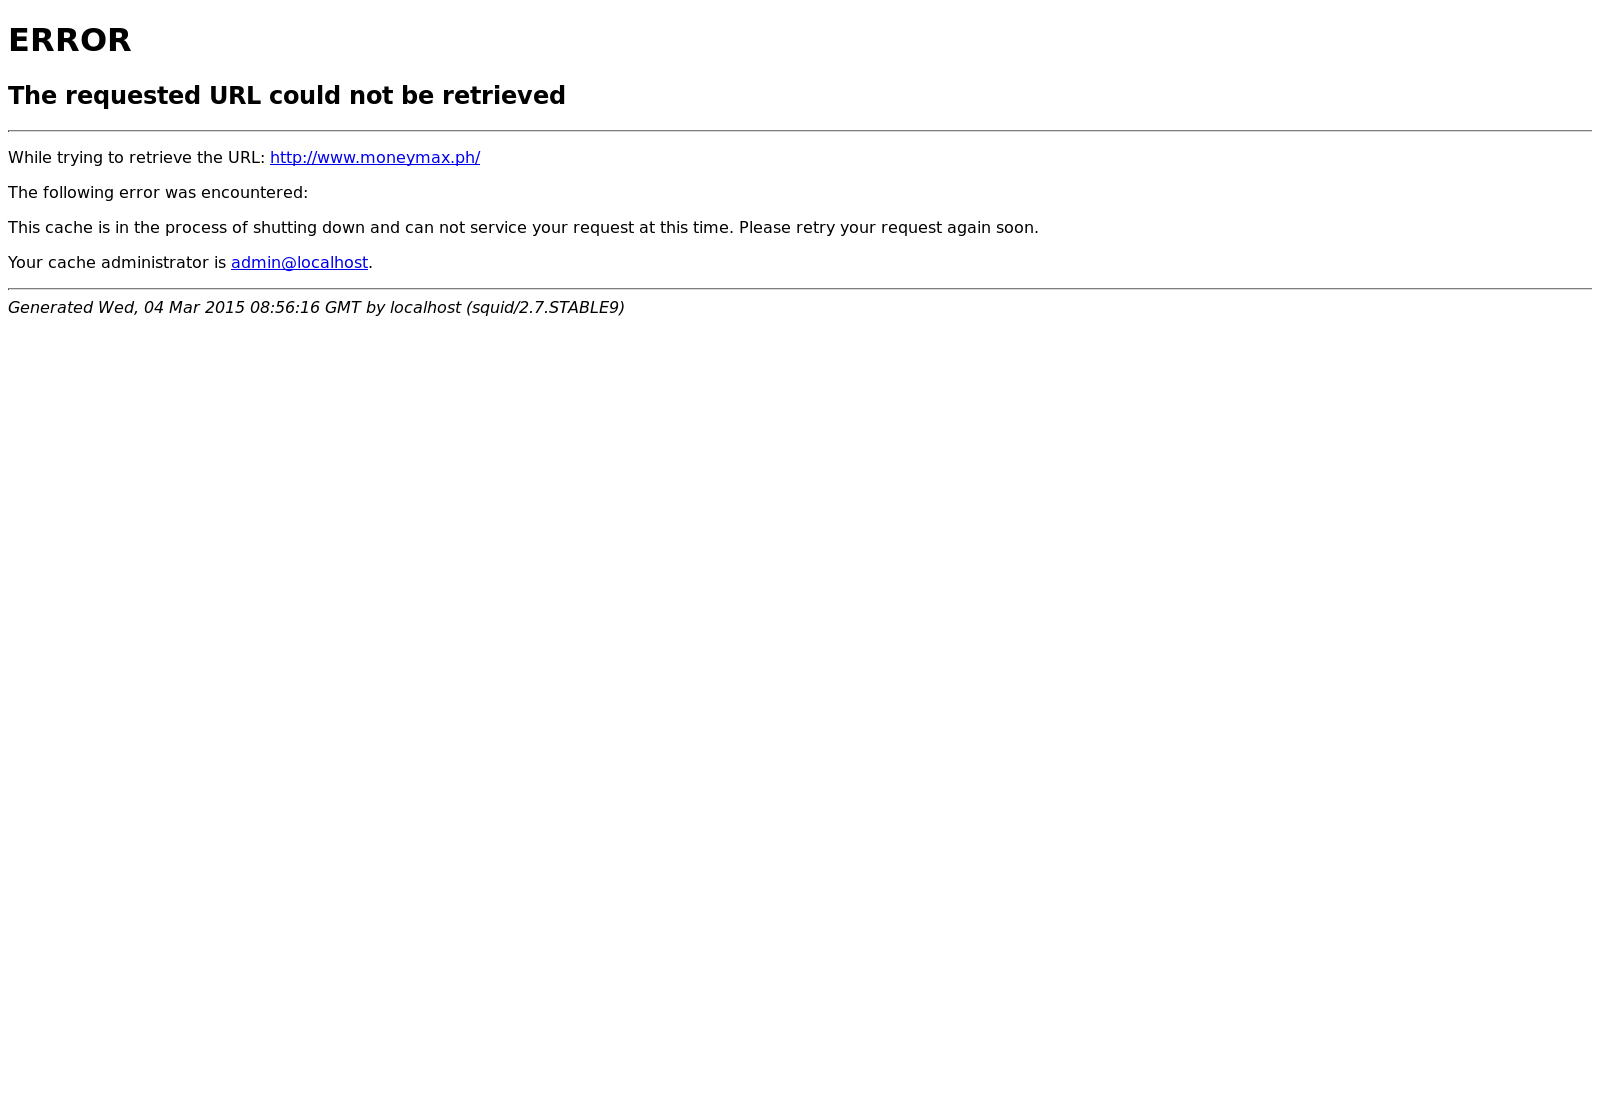 ERROR
The requested URL could not be retrieved
While trying to retrieve the URL: http://www.moneymax.ph/
The following error was encountered:
This cache is in the process of shutting down and can not service your request at this time. Please retry your request again soon.
Your cache administrator is admin@localhost.
Generated Wed, 04 Mar 2015 08:56:16 GMT by localhost (squid/2.7.STABLE9)